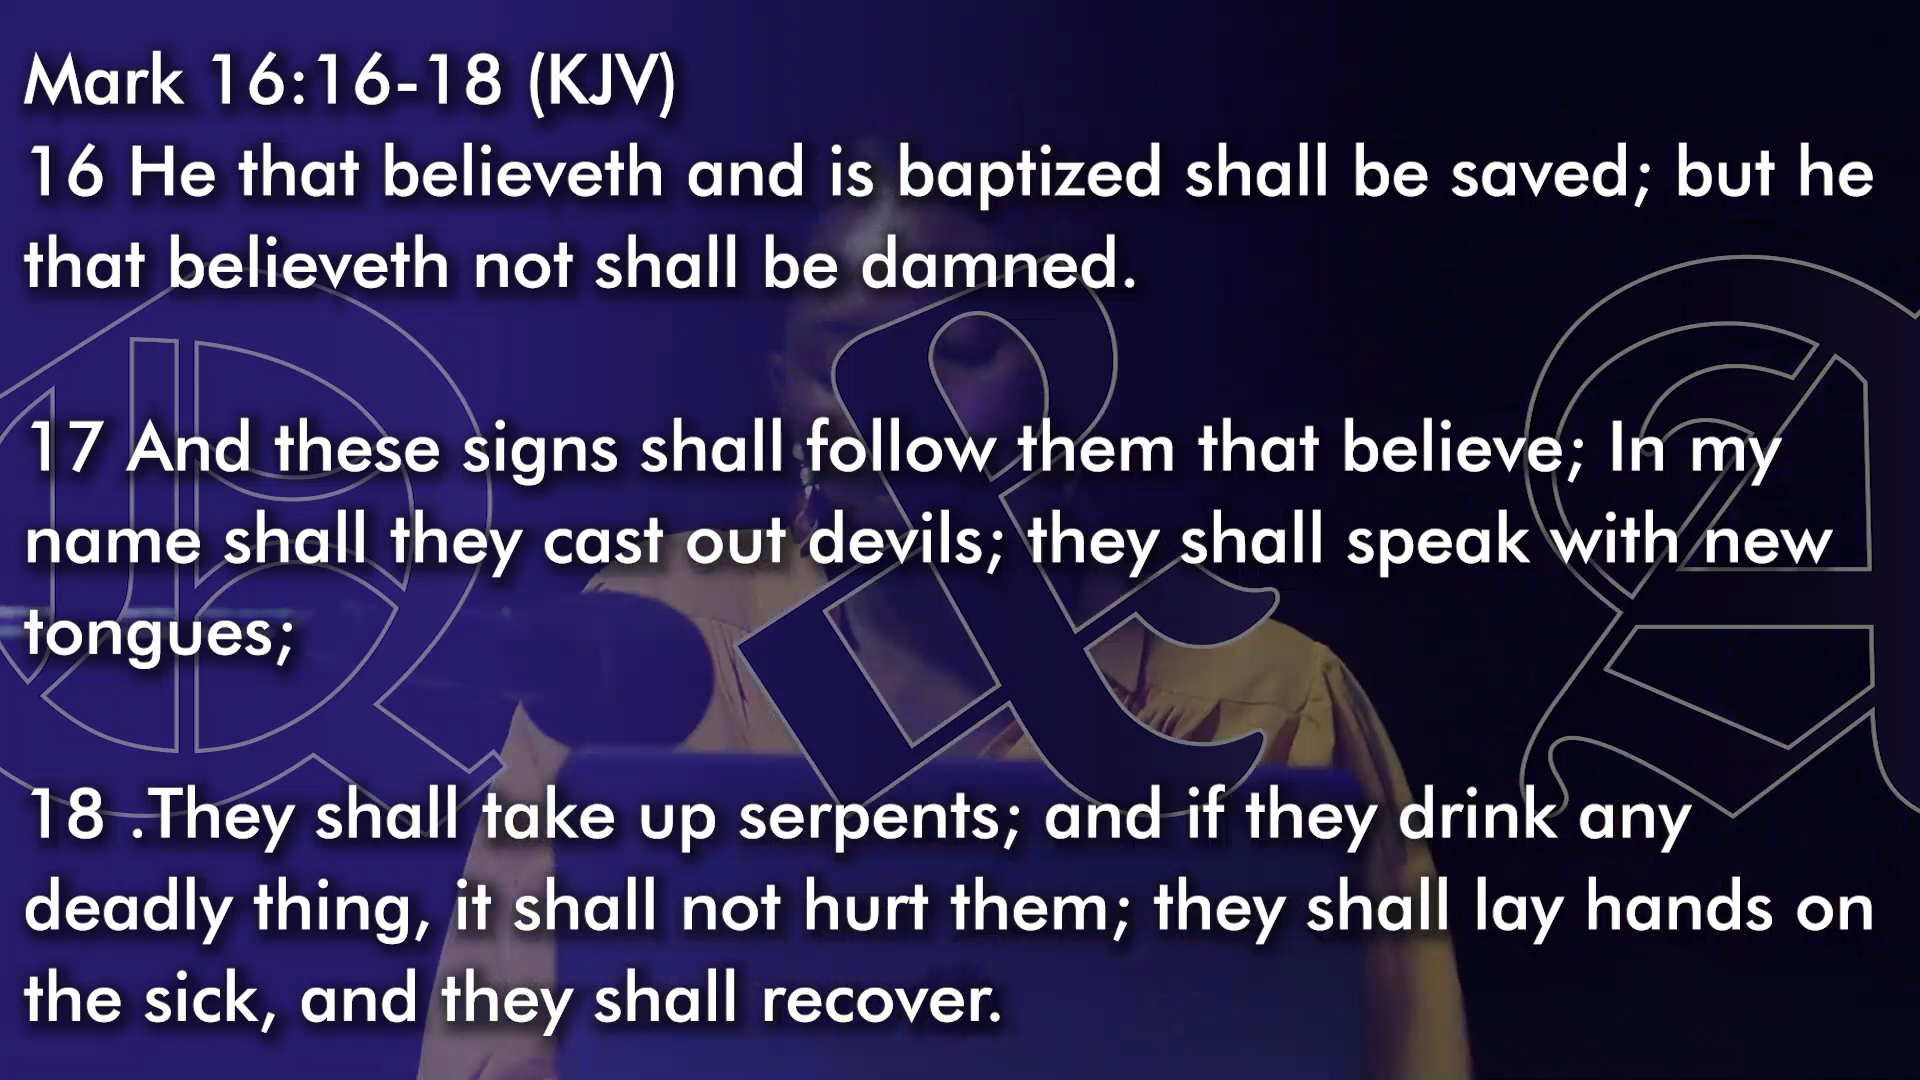 Mark 16:16-18 (KJV)
16 He that believeth and is baptized shall be saved; but he
that believeth not shall be damned.
Q & A
17 And these signs shall follow them that believe; In my
name shall they cast out devils; they shall speak with new
tongues;
18 .They shall take up serpents; and if they drink any
deadly thing, it shall not hurt them; they shall lay hands on
the sick, and they shall recover.